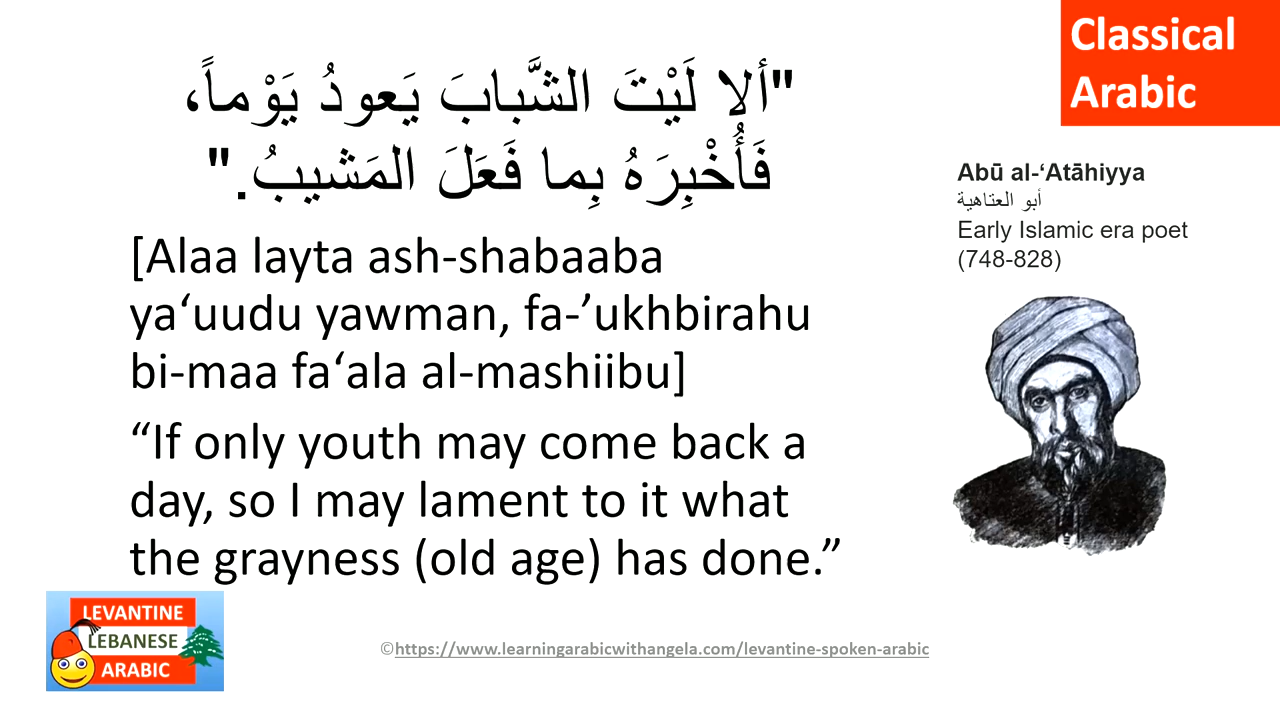 Classical
Arabic
"ألا لَيْتَ الشَّبابَ يَعودُ يَوْماً،
فَأُخْبِرَهُ بِما فَعَلَ المَشيبُ."
[Alaa layta ash-shabaaba
ya‘uudu yawman, fa-’ukhbirahu
bi-maa fa‘ala al-mashiibu]
“If only youth may come back a
day, so I may lament to it what
the grayness (old age) has done.”
Abū al-‘Atāhiyya
أبو العتاهية
Early Islamic era poet
(748-828)
LEVANTINE
LEBANESE
ARABIC
©https://www.learningarabicwithangela.com/levantine-spoken-arabic